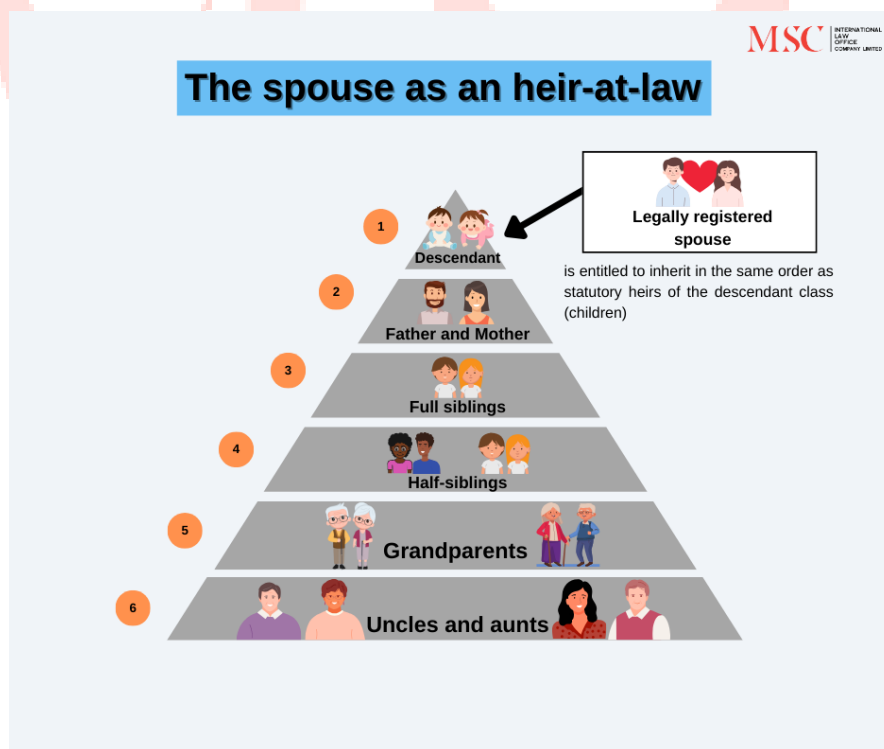 MSC
INTERNATIONAL
LAW
OFFICE
COMPANY LIMITED
The spouse as an heir-at-law
Legally registered
spouse
is entitled to inherit in the same order as
statutory heirs of the descendant class
(children)
1
Descendant
2
Father and Mother
3
Full siblings
4
Half-siblings
5
Grandparents
6
Uncles and aunts